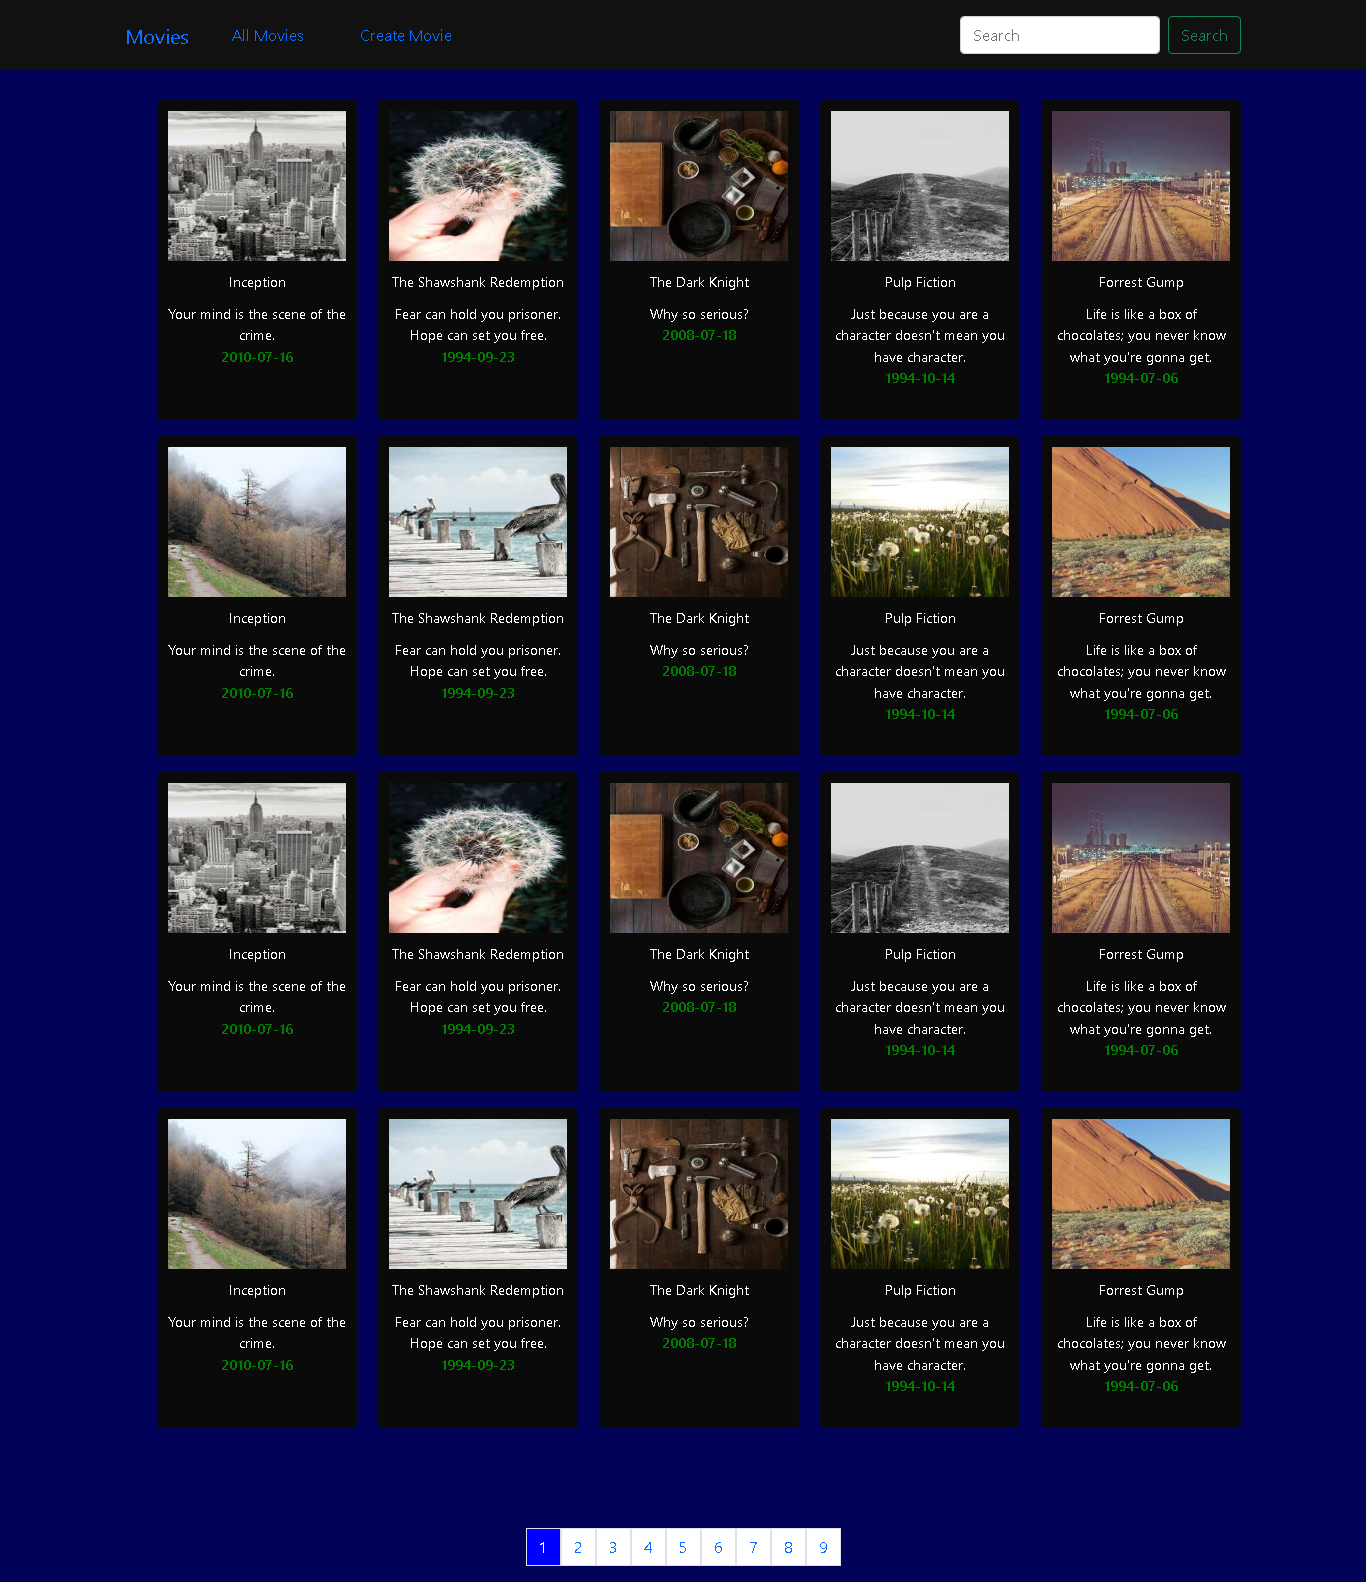 Movies All Movies Create Movie Search Search
Inception
Your mind is the scene of the
crime.
2010-07-16
The Shawshank Redemption
Fear can hold you prisoner.
Hope can set you free.
1994-09-23
The Dark Knight
Why so serious?
2008-07-18
Pulp Fiction
Just because you are a
character doesn't mean you
have character.
1994-10-14
Forrest Gump
Life is like a box of
chocolates; you never know
what you're gonna get.
1994-07-06
Inception
Your mind is the scene of the
crime.
2010-07-16
The Shawshank Redemption
Fear can hold you prisoner.
Hope can set you free.
1994-09-23
The Dark Knight
Why so serious?
2008-07-18
Pulp Fiction
Just because you are a
character doesn't mean you
have character.
1994-10-14
Forrest Gump
Life is like a box of
chocolates; you never know
what you're gonna get.
1994-07-06
Inception
Your mind is the scene of the
crime.
2010-07-16
The Shawshank Redemption
Fear can hold you prisoner.
Hope can set you free.
1994-09-23
The Dark Knight
Why so serious?
2008-07-18
Pulp Fiction
Just because you are a
character doesn't mean you
have character.
1994-10-14
Forrest Gump
Life is like a box of
chocolates; you never know
what you're gonna get.
1994-07-06
Inception
Your mind is the scene of the
crime.
2010-07-16
The Shawshank Redemption
Fear can hold you prisoner.
Hope can set you free.
1994-09-23
The Dark Knight
Why so serious?
2008-07-18
Pulp Fiction
Just because you are a
character doesn't mean you
have character.
1994-10-14
Forrest Gump
Life is like a box of
chocolates; you never know
what you're gonna get.
1994-07-06
1 2 3 4 5 6 7 8 9